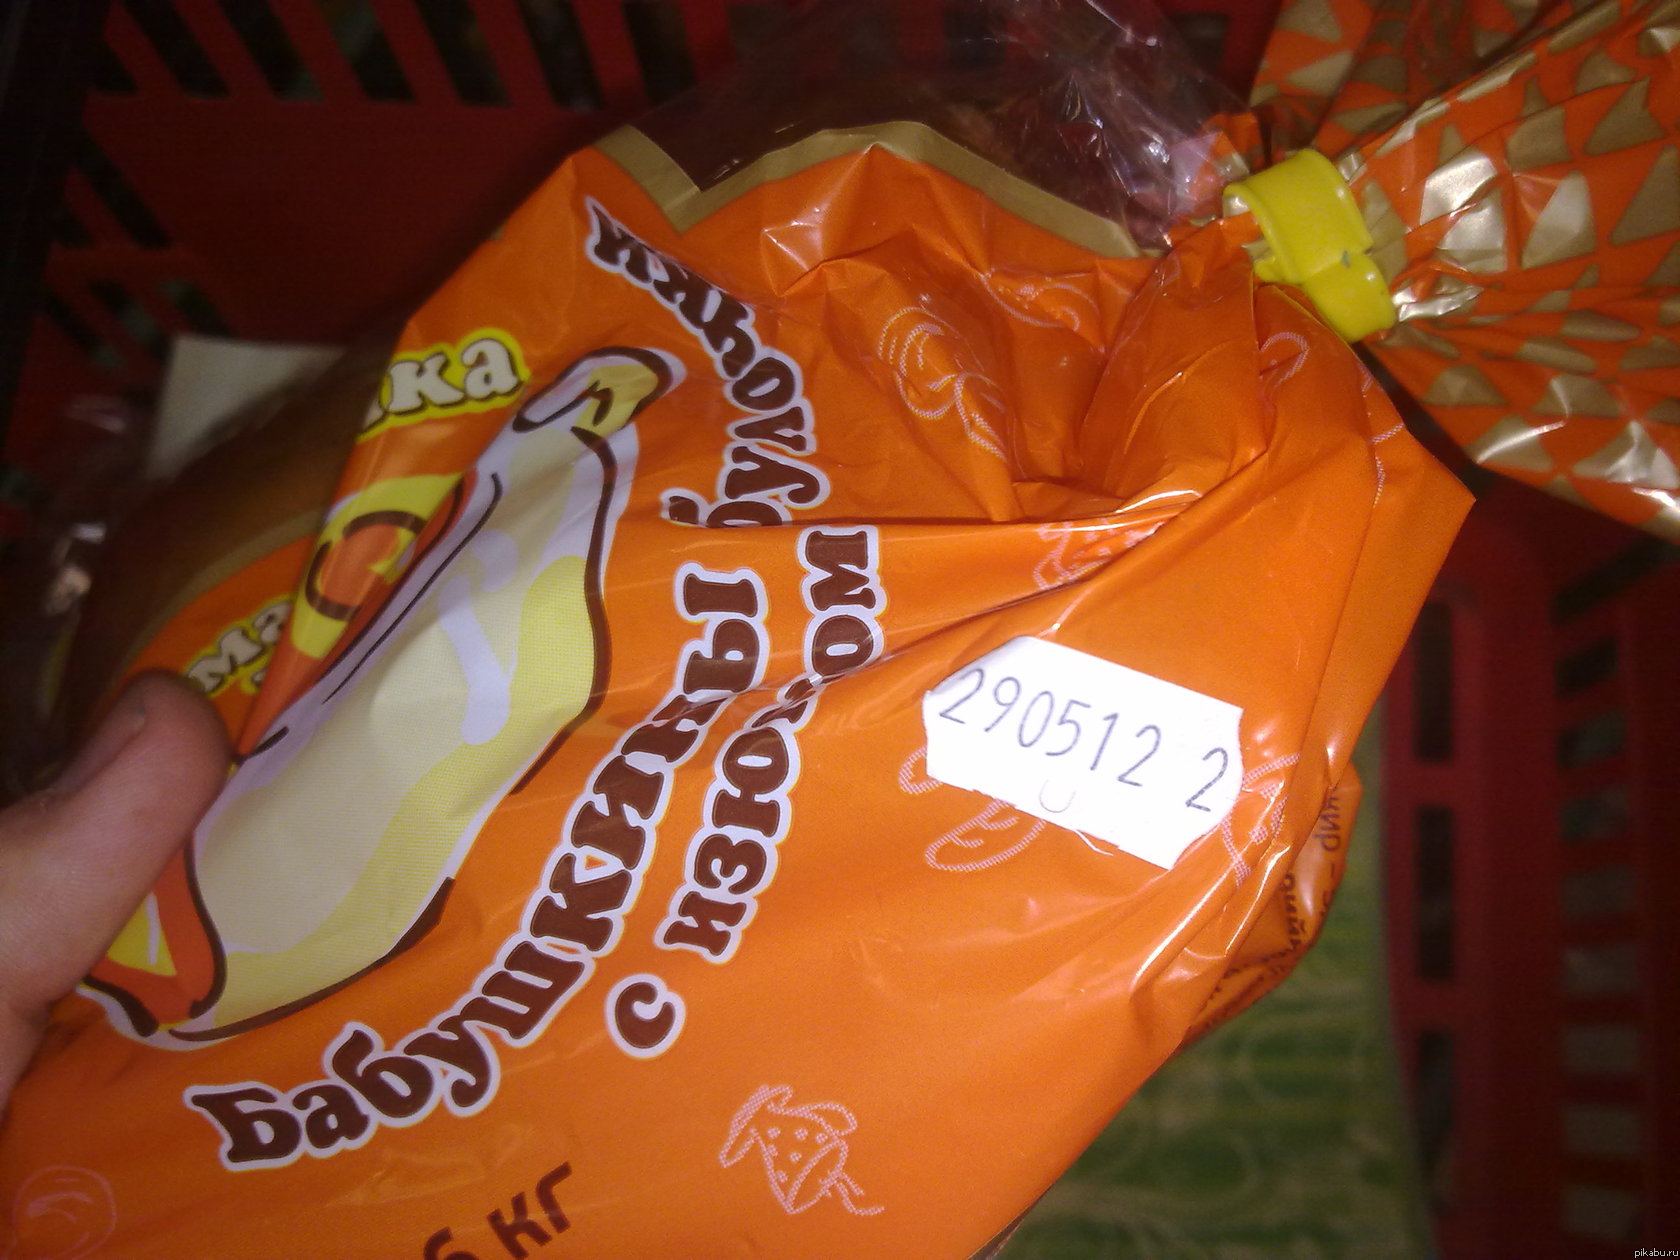 Бабушкины булочки
с изюмом
290512 2
кг
pikabu.ru